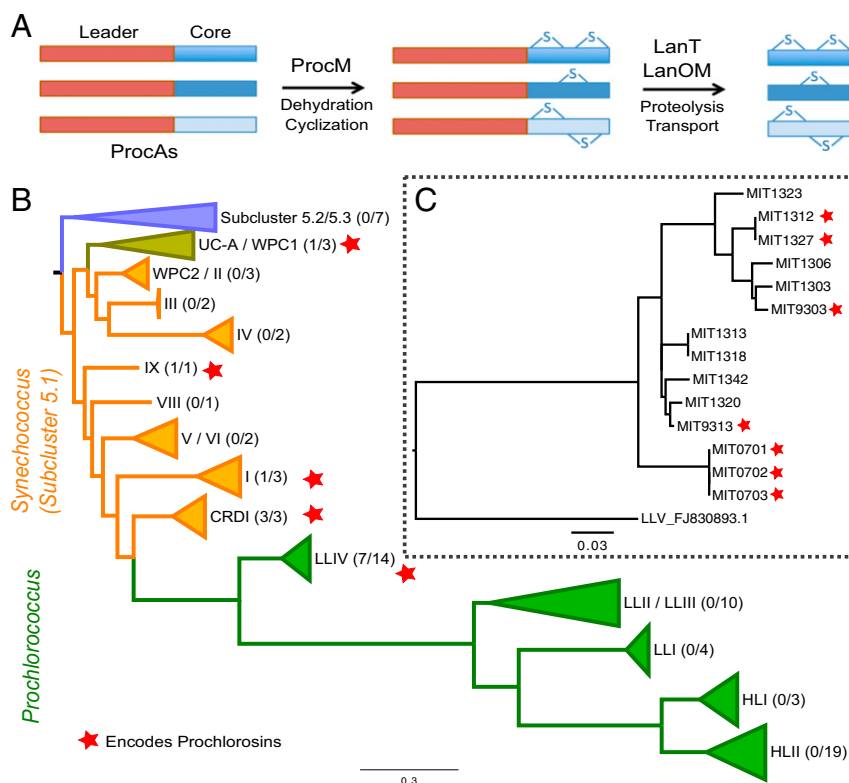 A
Leader
Core
ProcAs
ProcM
Dehydration
Cyclization
S
S
S
S
S
LanT
LanOM
Proteolysis
Transport
S
S
S
S
S
B
Subcluster 5.2/5.3 (0/7)
UC-A / WPC1 (1/3)
WPC2 / II (0/3)
III (0/2)
IV (0/2)
IX (1/1)
VIII (0/1)
V / VI (0/2)
I (1/3)
CRDI (3/3)
LLIV (7/14)
LLII / LLIII (0/10)
LLI (0/4)
HLI (0/3)
HLII (0/19)
Synechococcus
(Subcluster 5.1)
Prochlorococcus
Encodes Prochlorosins
0.3
C
MIT1323
MIT1312
MIT1327
MIT1306
MIT1303
MIT9303
MIT1313
MIT1318
MIT1342
MIT1320
MIT9313
MIT0701
MIT0702
MIT0703
LLV_FJ830893.1
0.03